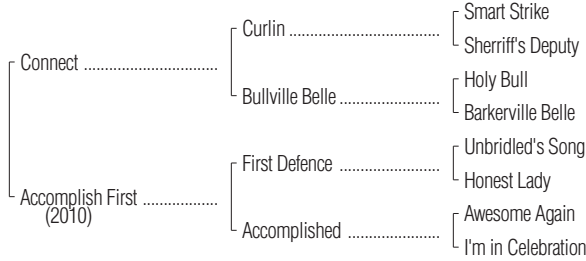 Smart Strike
Curlin ..................................
Sherriff's Deputy
Connect ................................
Holy Bull
Bullville Belle ........................
Barkerville Belle
Unbridled's Song
First Defence ........................
Honest Lady
Accomplish First ..................
(2010)
Awesome Again
Accomplished ......................
I'm in Celebration